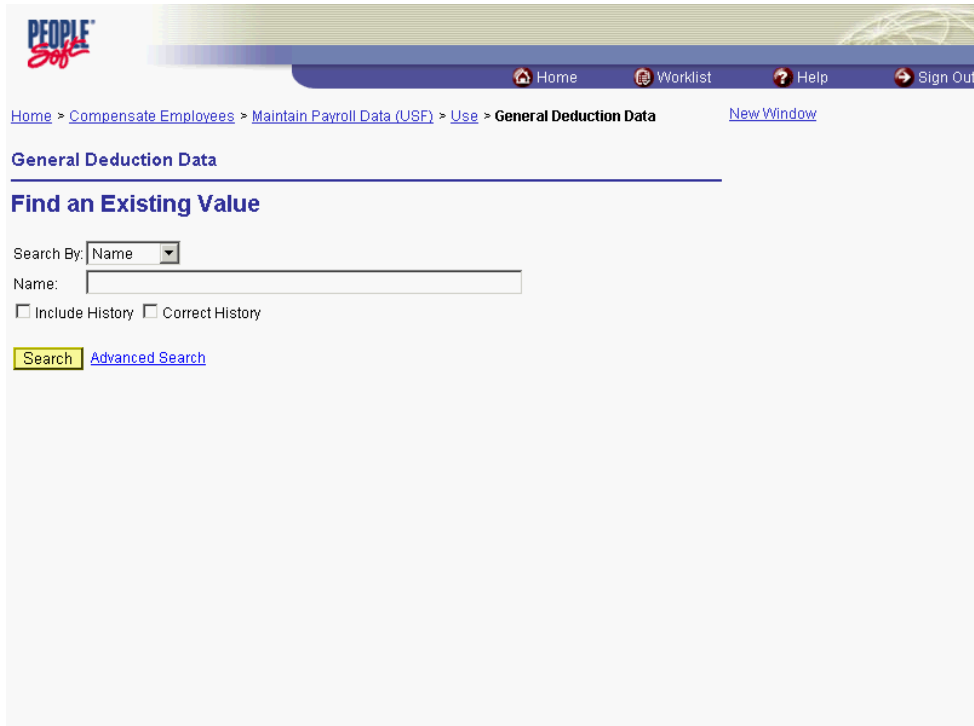 PEOPLE
Soft
Home Worklist Help Sign Out
Home > Compensate Employees > Maintain Payroll Data (USF) > Use > General Deduction Data New Window
General Deduction Data
Find an Existing Value
Search By: Name
Name:
Include History Correct History
Search Advanced Search